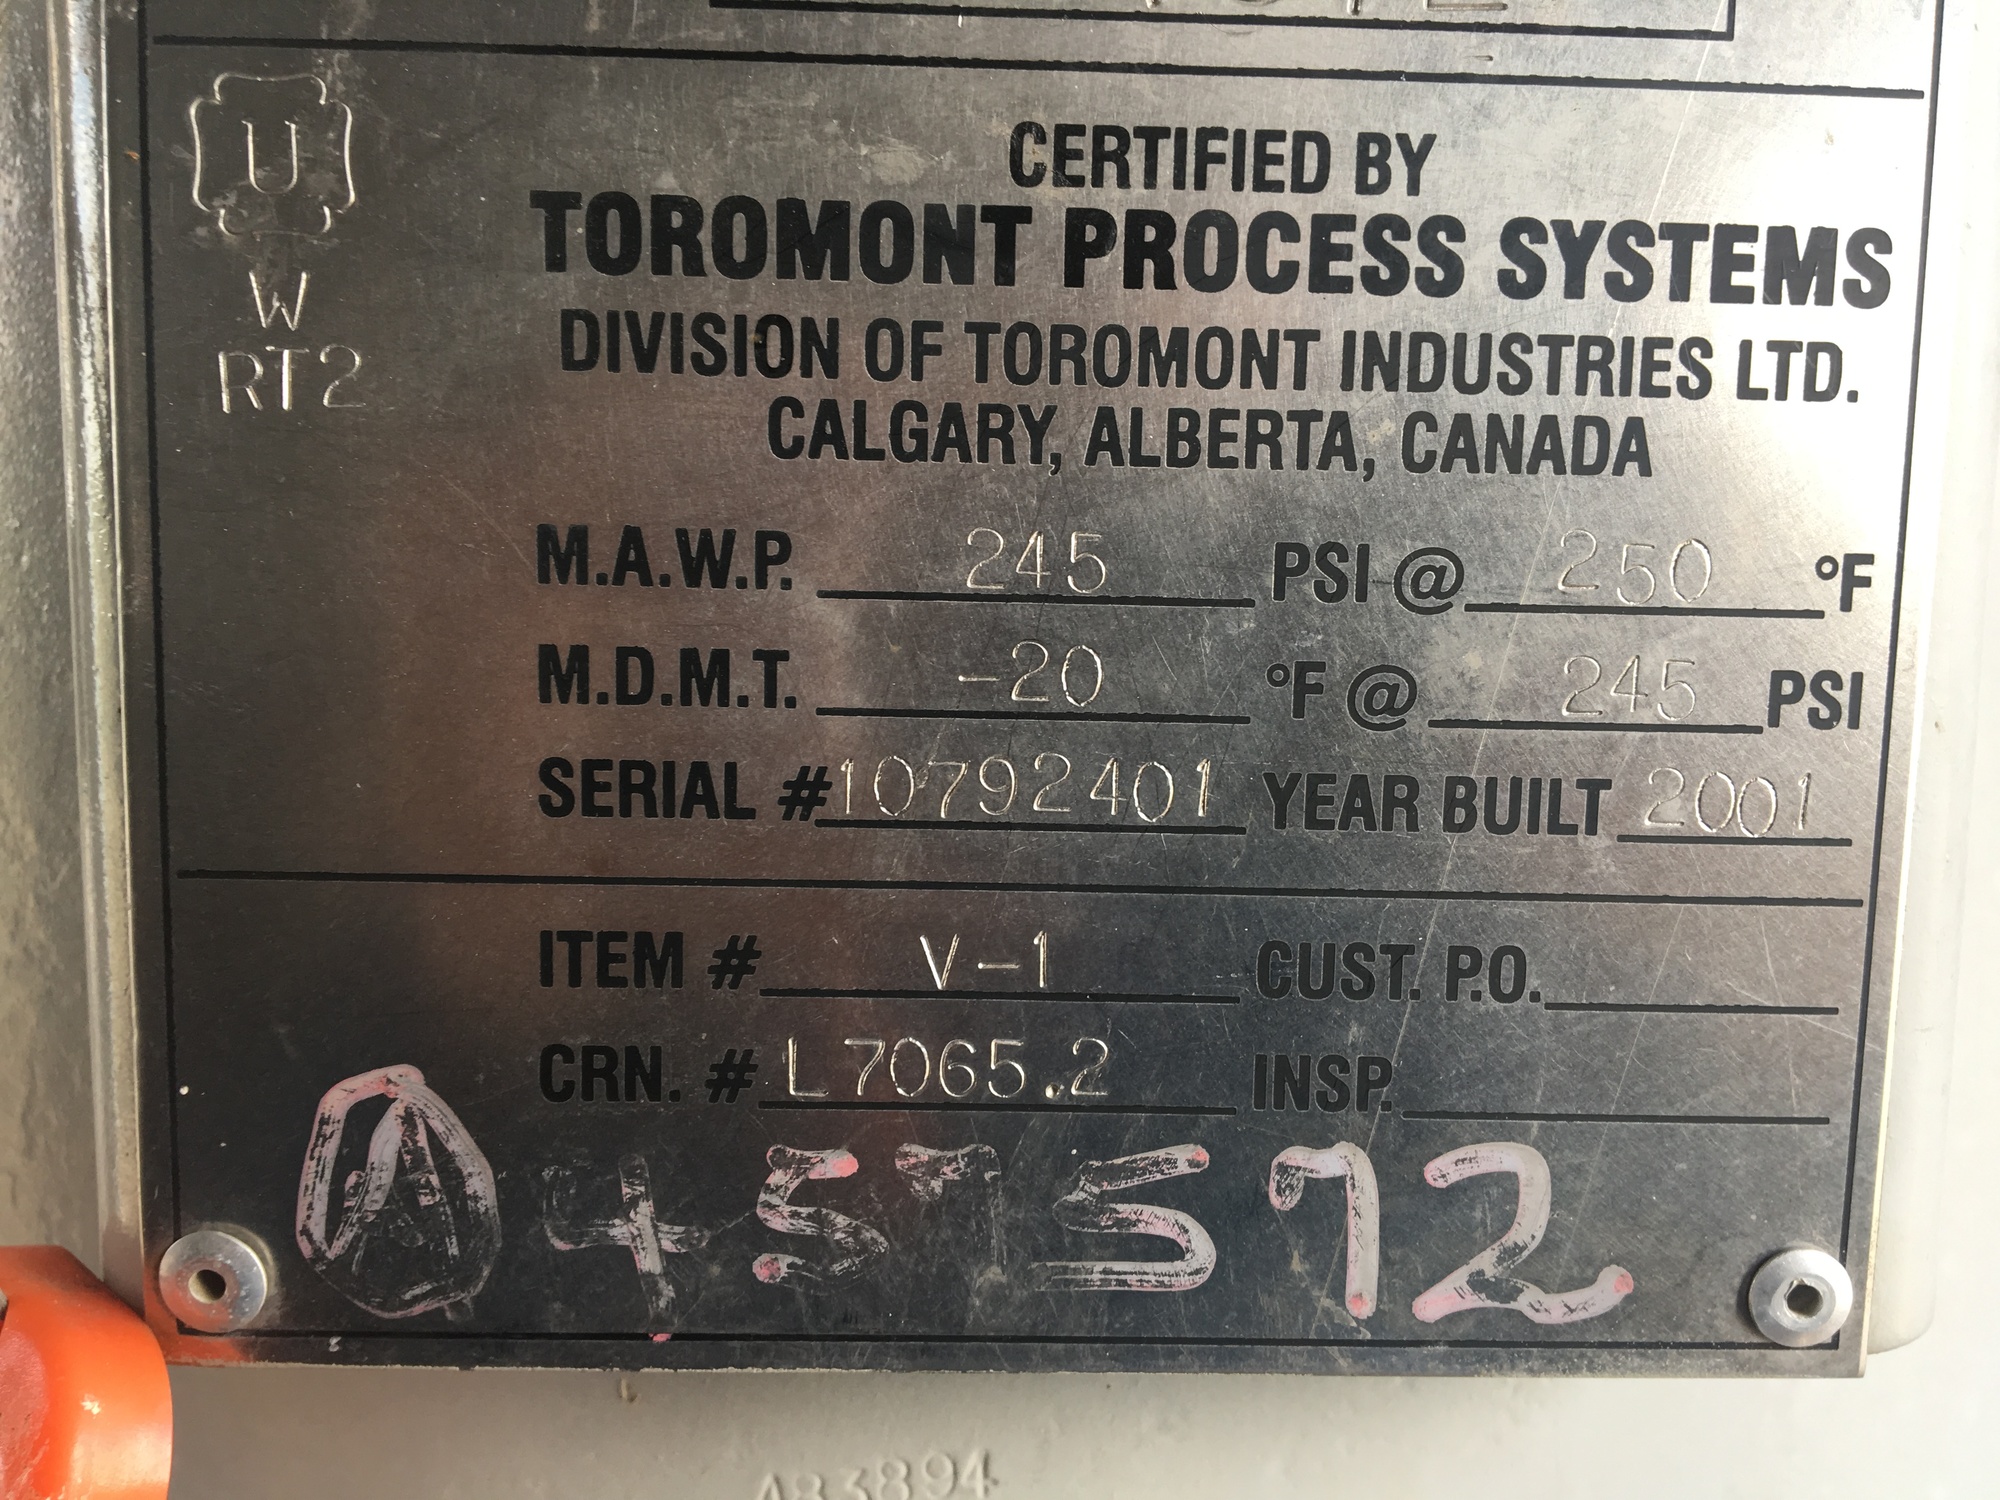 U
W
RT2
CERTIFIED BY
TOROMONT PROCESS SYSTEMS
DIVISION OF TOROMONT INDUSTRIES LTD.
CALGARY, ALBERTA, CANADA
M.A.W.P. 245 PSI @ 250 °F
M.D.M.T. -20 °F @ 245 PSI
SERIAL # 10792401 YEAR BUILT 2001
ITEM # V-1 CUST. P.O.
CRN. # L7065.2 INSP.
A 45572